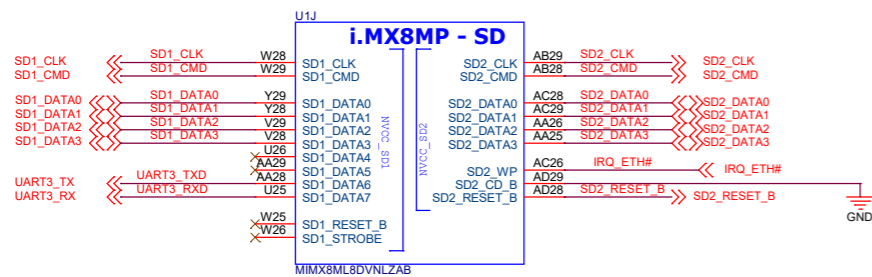 U1J
i.MX8MP - SD
SD1_CLK SD1_CLK W28 SD1_CLK SD2_CLK AB29 SD2_CLK SD2_CLK
SD1_CMD SD1_CMD W29 SD1_CMD SD2_CMD AB28 SD2_CMD SD2_CMD
SD1_DATA0 SD1_DATA0 Y29 SD1_DATA0 SD2_DATA0 AC28 SD2_DATA0 SD2_DATA0
SD1_DATA1 SD1_DATA1 Y28 SD1_DATA1 SD2_DATA1 AC29 SD2_DATA1 SD2_DATA1
SD1_DATA2 SD1_DATA2 V29 SD1_DATA2 SD2_DATA2 AA26 SD2_DATA2 SD2_DATA2
SD1_DATA3 SD1_DATA3 V28 SD1_DATA3 SD2_DATA3 AA25 SD2_DATA3 SD2_DATA3
U26 SD1_DATA4
AA29 SD1_DATA5 SD2_WP AC26 IRQ_ETH# IRQ_ETH#
UART3_TX UART3_TXD AA28 SD1_DATA6 SD2_CD_B AD29
UART3_RX UART3_RXD U25 SD1_DATA7 SD2_RESET_B AD28 SD2_RESET_B SD2_RESET_B
NVCC_SD1
NVCC_SD2
GND
W25 SD1_RESET_B
W26 SD1_STROBE
MIMX8ML8DVNLZAB